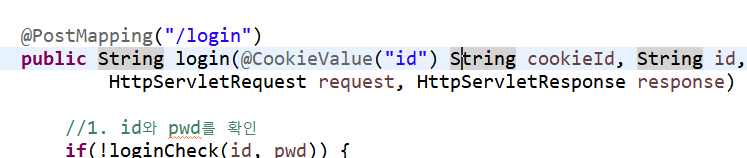 @PostMapping("/login")
public String login(@CookieValue("id") String cookieId, String id,
HttpServletRequest request, HttpServletResponse response)
//1. id와 pwd를 확인
if(!loginCheck(id, pwd)) {